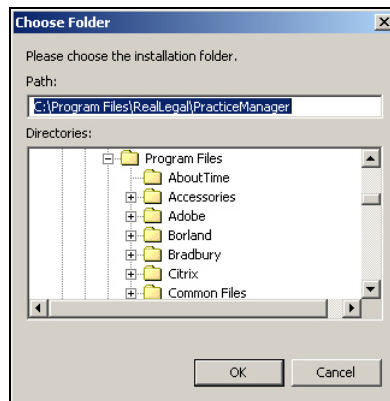 Choose Folder
Please choose the installation folder.
Path:
C:\Program Files\RealLegal\PracticeManager
Directories:
Program Files
AboutTime
Accessories
Adobe
Borland
Bradbury
Citrix
Common Files
OK Cancel